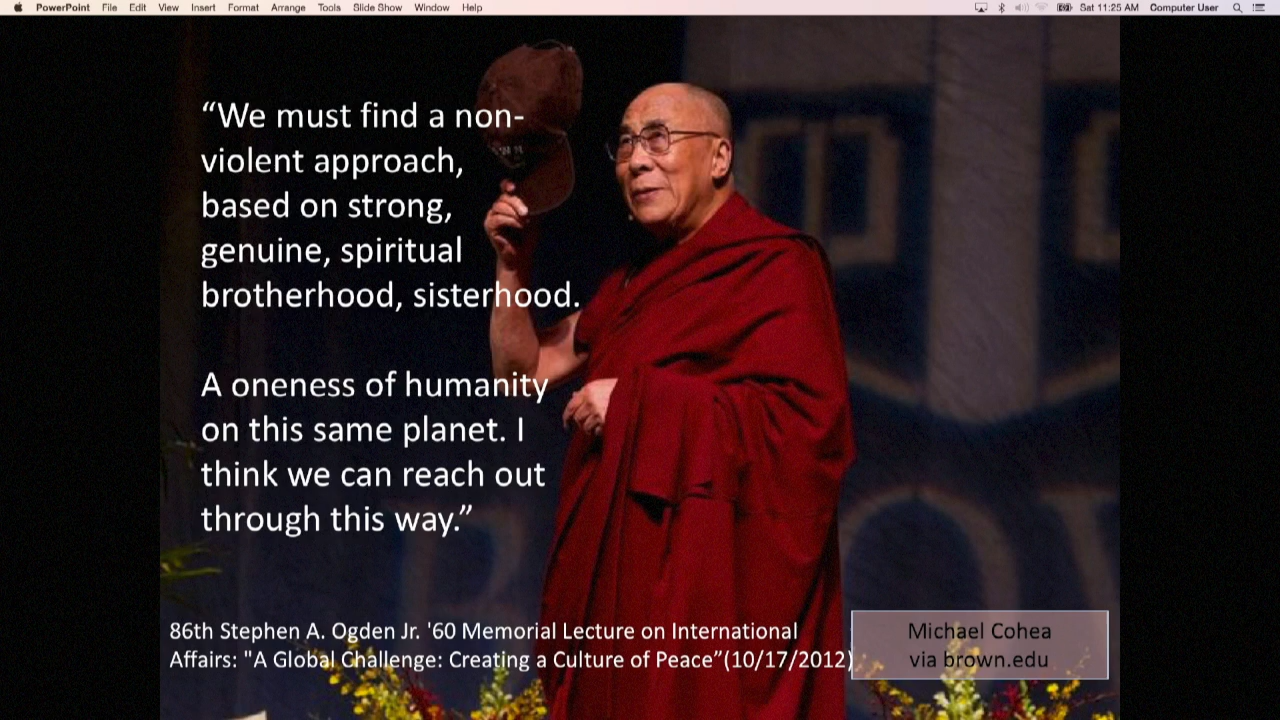 PowerPoint File Edit View Insert Format Arrange Tools Slide Show Window Help Sat 11:25 AM Computer User
“We must find a non-
violent approach,
based on strong,
genuine, spiritual
brotherhood, sisterhood.
A oneness of humanity
on this same planet. I
think we can reach out
through this way.”
86th Stephen A. Ogden Jr. '60 Memorial Lecture on International
Affairs: "A Global Challenge: Creating a Culture of Peace”(10/17/2012)
Michael Cohea
via brown.edu